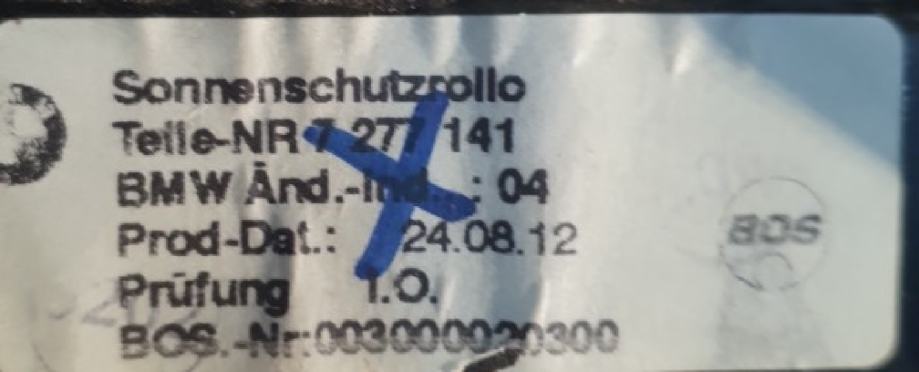 Sonnenschutzrollo
Teile-NR 7 277 141
BMW Änd.-Ind...: 04
Prod-Dat.: 24.08.12
Prüfung I.O.
BOS.-Nr:003000020300
BOS